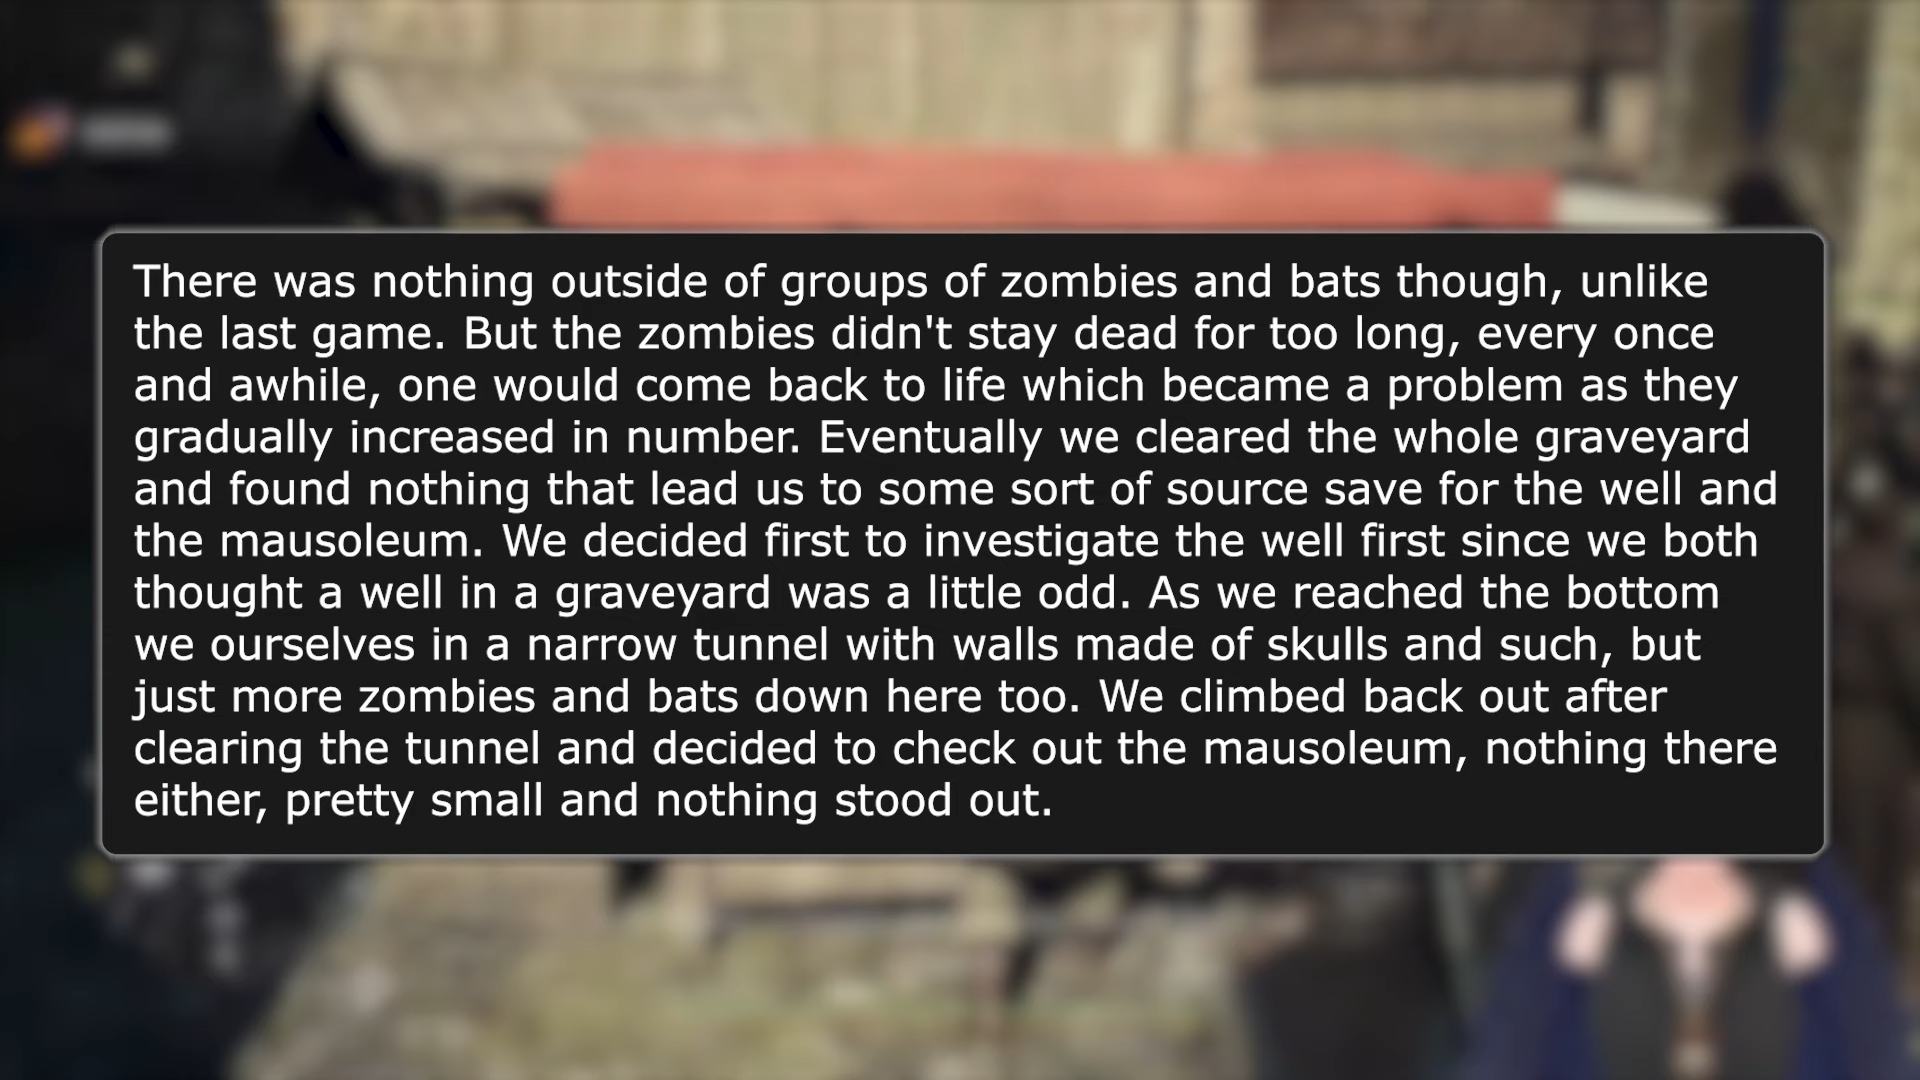 There was nothing outside of groups of zombies and bats though, unlike
the last game. But the zombies didn't stay dead for too long, every once
and awhile, one would come back to life which became a problem as they
gradually increased in number. Eventually we cleared the whole graveyard
and found nothing that lead us to some sort of source save for the well and
the mausoleum. We decided first to investigate the well first since we both
thought a well in a graveyard was a little odd. As we reached the bottom
we ourselves in a narrow tunnel with walls made of skulls and such, but
just more zombies and bats down here too. We climbed back out after
clearing the tunnel and decided to check out the mausoleum, nothing there
either, pretty small and nothing stood out.